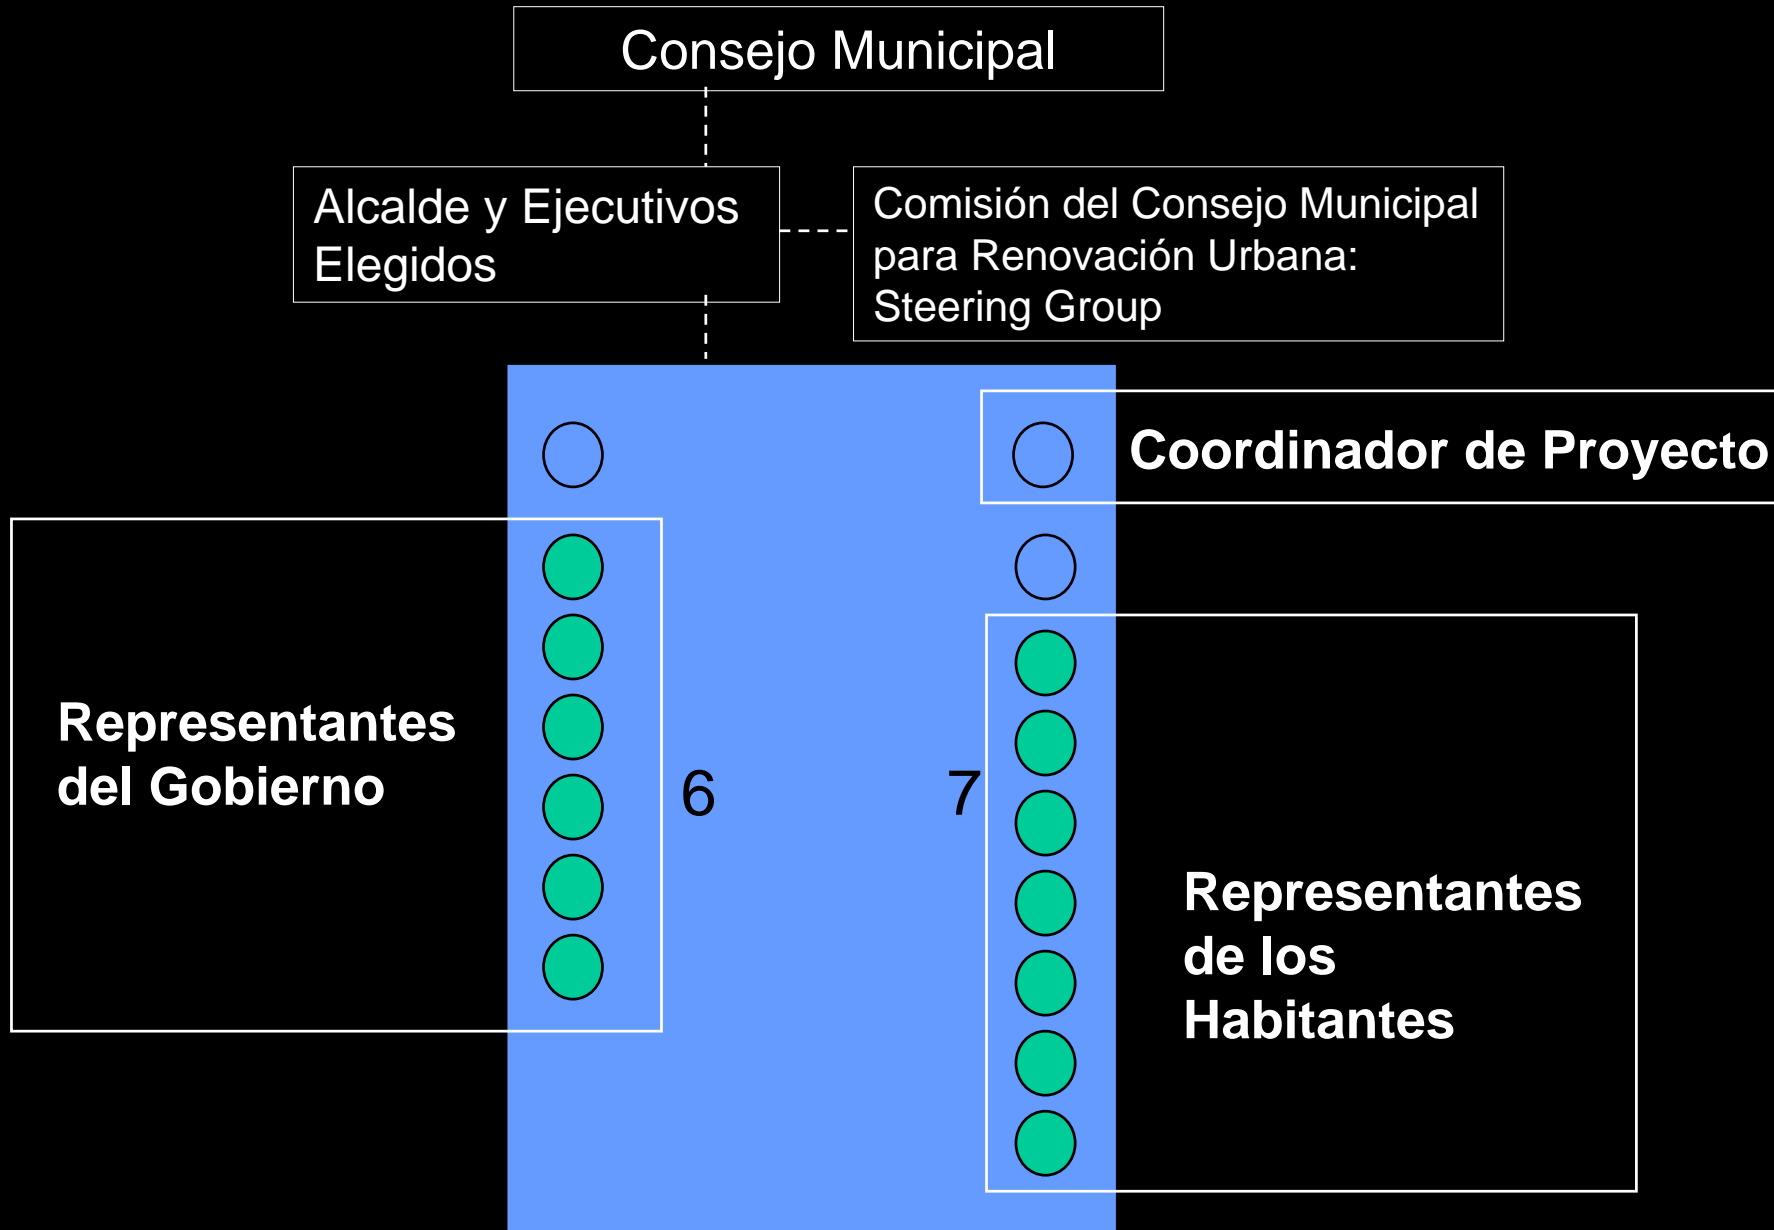 Consejo Municipal
Alcalde y Ejecutivos
Elegidos
Comisión del Consejo Municipal
para Renovación Urbana:
Steering Group
Coordinador de Proyecto
Representantes
del Gobierno
6
7
Representantes
de los
Habitantes